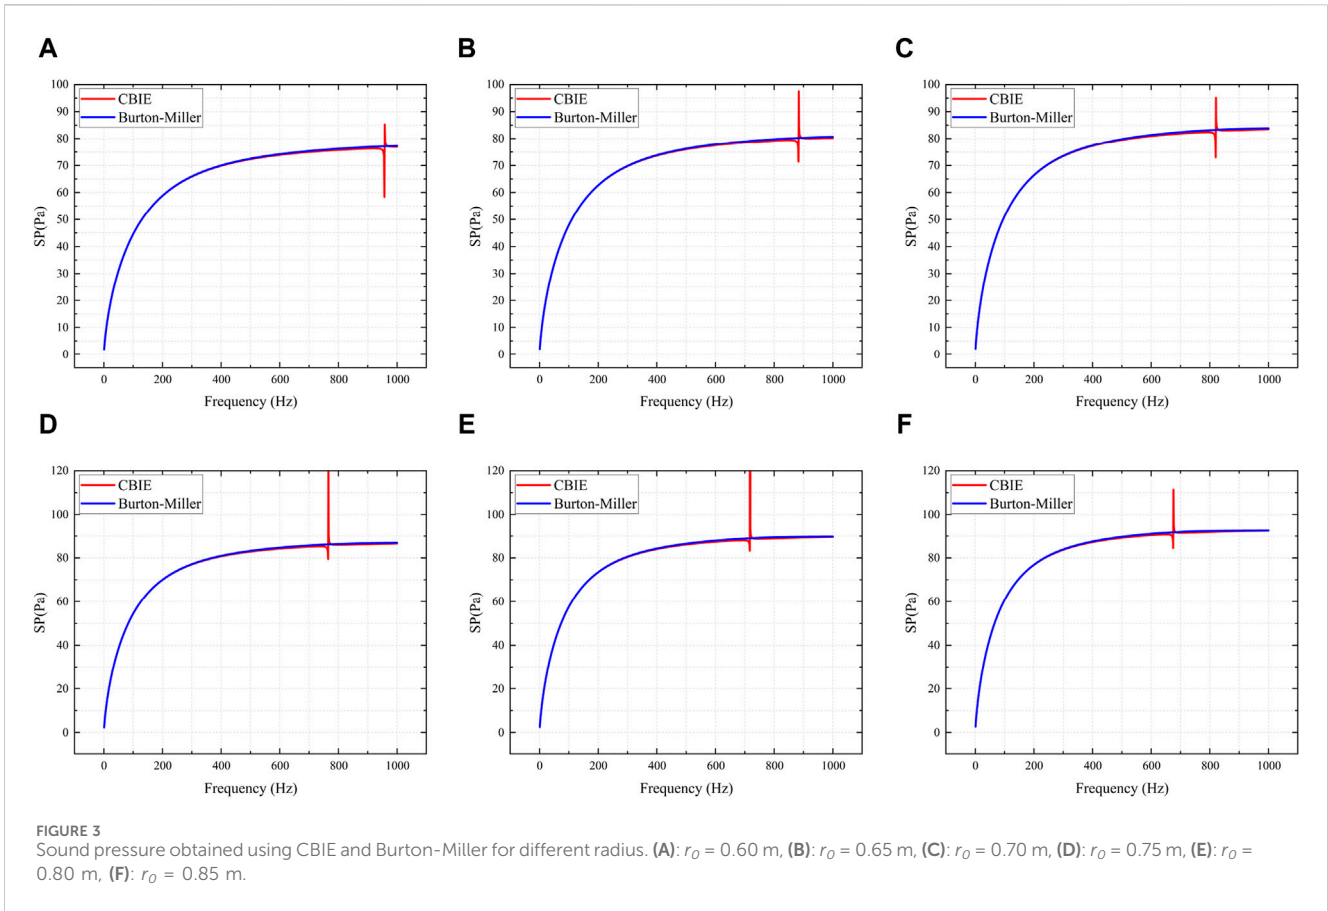 A
B
C
100
90
80
70
60
50
40
30
20
10
0
SP(Pa)
CBIE
Burton-Miller
0 200 400 600 800 1000
Frequency (Hz)
100
90
80
70
60
50
40
30
20
10
0
SP(Pa)
CBIE
Burton-Miller
0 200 400 600 800 1000
Frequency (Hz)
100
90
80
70
60
50
40
30
20
10
0
SP(Pa)
CBIE
Burton-Miller
0 200 400 600 800 1000
Frequency (Hz)
D
E
F
120
100
80
60
40
20
0
SP(Pa)
CBIE
Burton-Miller
0 200 400 600 800 1000
Frequency (Hz)
120
100
80
60
40
20
0
SP(Pa)
CBIE
Burton-Miller
0 200 400 600 800 1000
Frequency (Hz)
120
100
80
60
40
20
0
SP(Pa)
CBIE
Burton-Miller
0 200 400 600 800 1000
Frequency (Hz)
FIGURE 3
Sound pressure obtained using CBIE and Burton-Miller for different radius. (A): r0 = 0.60 m, (B): r0 = 0.65 m, (C): r0 = 0.70 m, (D): r0 = 0.75 m, (E): r0 =
0.80 m, (F): r0 = 0.85 m.